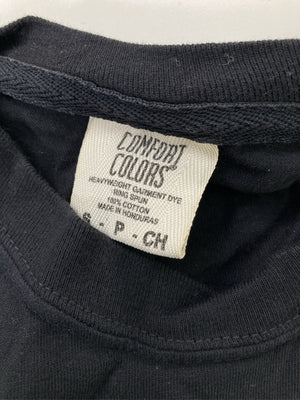 COMFORT
COLORS®
HEAVYWEIGHT GARMENT DYE
RING SPUN
100% COTTON
MADE IN HONDURAS
S - P - CH